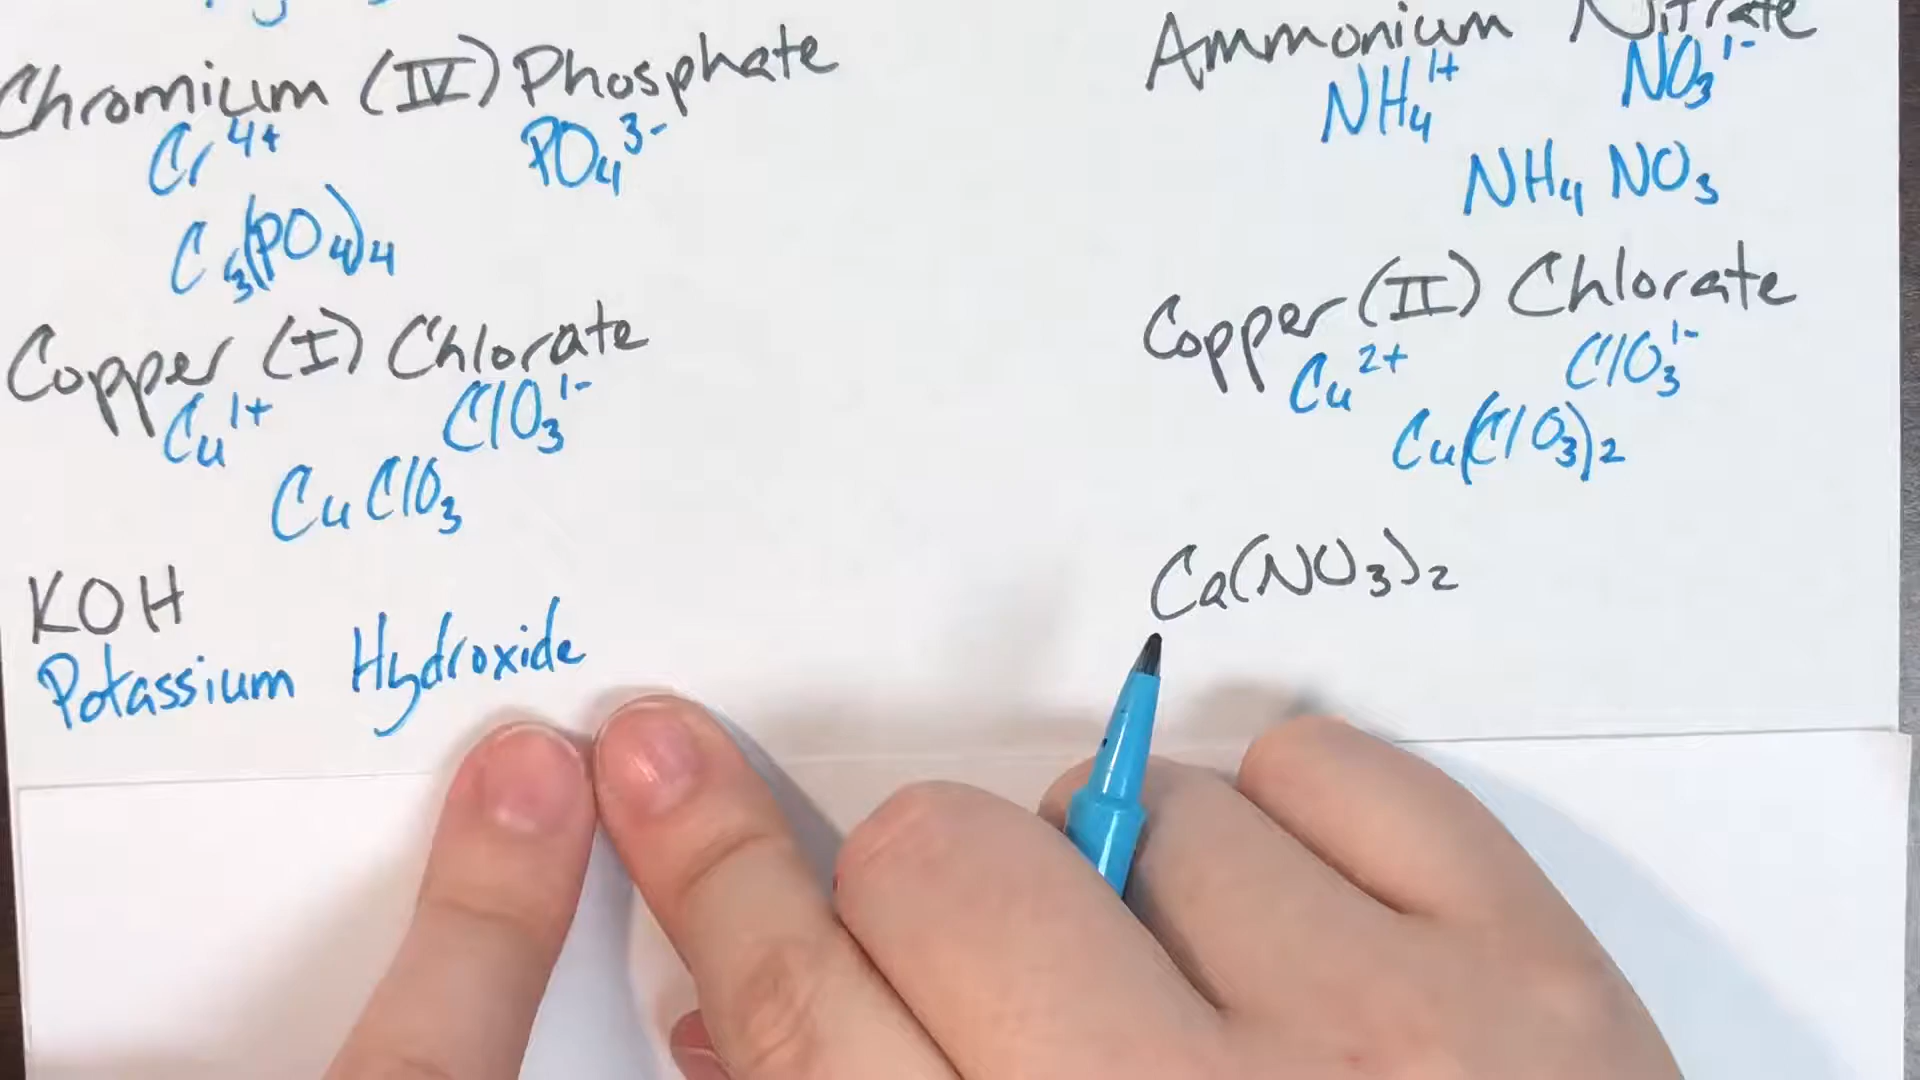 Chromium (IV) Phosphate
Cr⁴⁺ PO₄³⁻
C₃(PO₄)₄
Copper (I) Chlorate
Cu¹⁺ ClO₃¹⁻
CuClO₃
KOH
Potassium Hydroxide
Ammonium Nitrate
NH₄¹⁺ NO₃¹⁻
NH₄NO₃
Copper (II) Chlorate
Cu²⁺ ClO₃¹⁻
Cu(ClO₃)₂
Ca(NO₃)₂